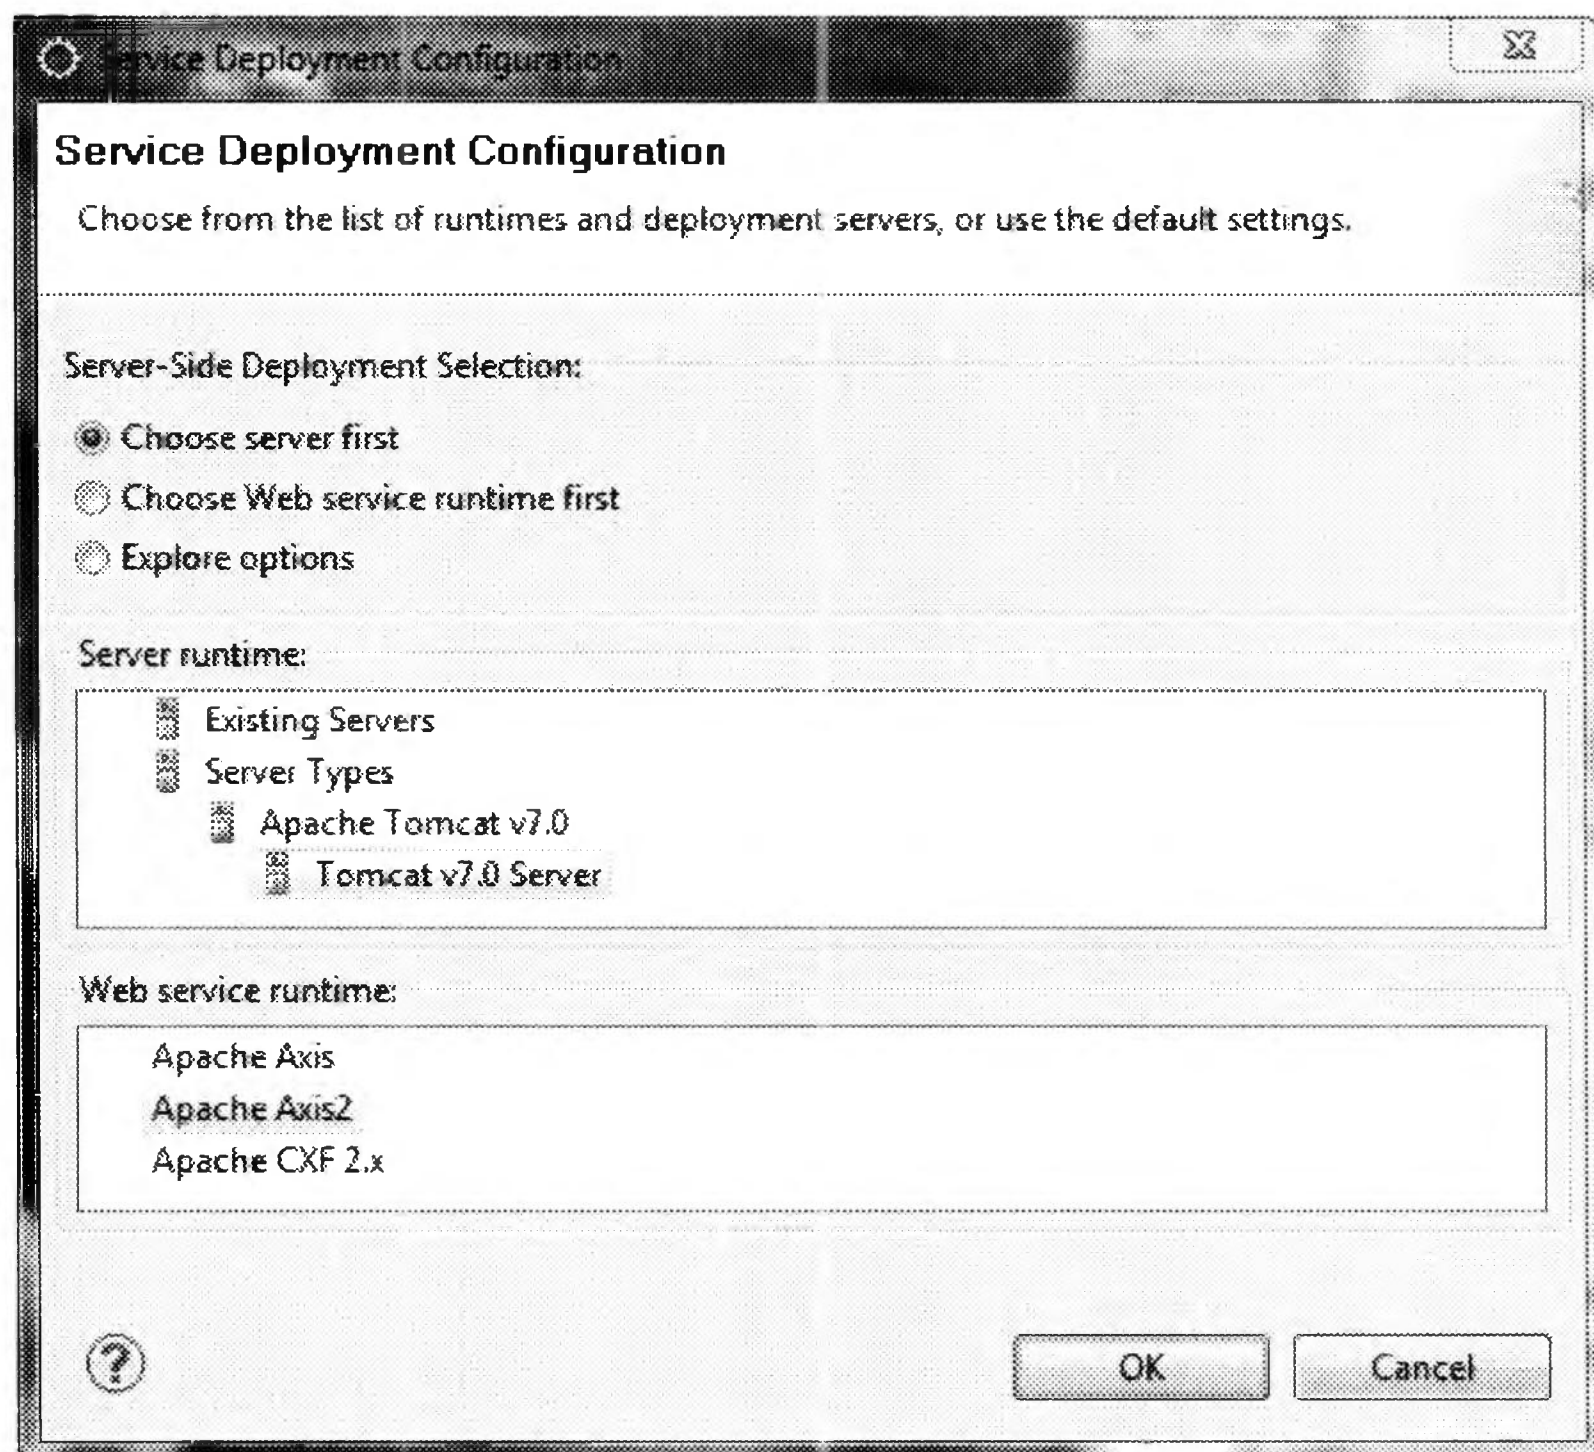 Service Deployment Configuration
Service Deployment Configuration
Choose from the list of runtimes and deployment servers, or use the default settings.
Server-Side Deployment Selection:
Choose server first
Choose Web service runtime first
Explore options
Server runtime:
Existing Servers
Server Types
Apache Tomcat v7.0
Tomcat v7.0 Server
Web service runtime:
Apache Axis
Apache Axis2
Apache CXF 2.x
?
OK Cancel